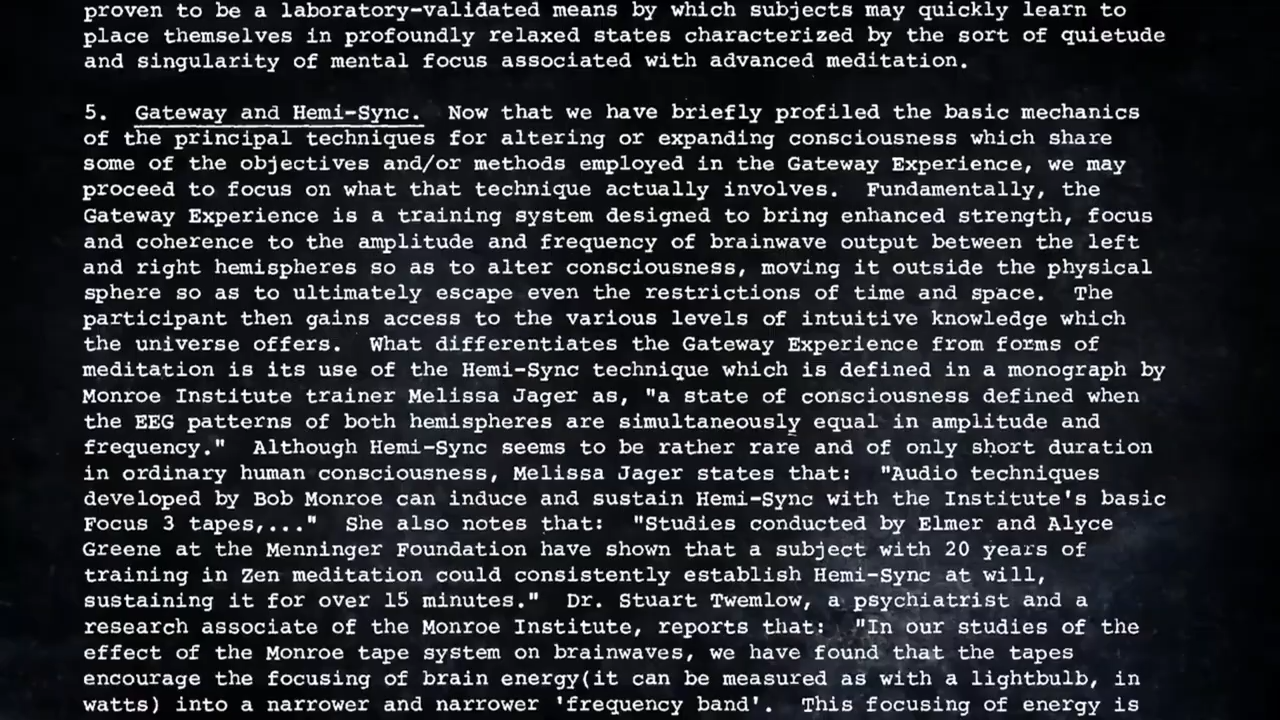 proven to be a laboratory-validated means by which subjects may quickly learn to
place themselves in profoundly relaxed states characterized by the sort of quietude
and singularity of mental focus associated with advanced meditation.
5. Gateway and Hemi-Sync. Now that we have briefly profiled the basic mechanics
of the principal techniques for altering or expanding consciousness which share
some of the objectives and/or methods employed in the Gateway Experience, we may
proceed to focus on what that technique actually involves. Fundamentally, the
Gateway Experience is a training system designed to bring enhanced strength, focus
and coherence to the amplitude and frequency of brainwave output between the left
and right hemispheres so as to alter consciousness, moving it outside the physical
sphere so as to ultimately escape even the restrictions of time and space. The
participant then gains access to the various levels of intuitive knowledge which
the universe offers. What differentiates the Gateway Experience from forms of
meditation is its use of the Hemi-Sync technique which is defined in a monograph by
Monroe Institute trainer Melissa Jager as, "a state of consciousness defined when
the EEG patterns of both hemispheres are simultaneously equal in amplitude and
frequency." Although Hemi-Sync seems to be rather rare and of only short duration
in ordinary human consciousness, Melissa Jager states that: "Audio techniques
developed by Bob Monroe can induce and sustain Hemi-Sync with the Institute's basic
Focus 3 tapes,..." She also notes that: "Studies conducted by Elmer and Alyce
Greene at the Menninger Foundation have shown that a subject with 20 years of
training in Zen meditation could consistently establish Hemi-Sync at will,
sustaining it for over 15 minutes." Dr. Stuart Twemlow, a psychiatrist and a
research associate of the Monroe Institute, reports that: "In our studies of the
effect of the Monroe tape system on brainwaves, we have found that the tapes
encourage the focusing of brain energy(it can be measured as with a lightbulb, in
watts) into a narrower and narrower 'frequency band'. This focusing of energy is